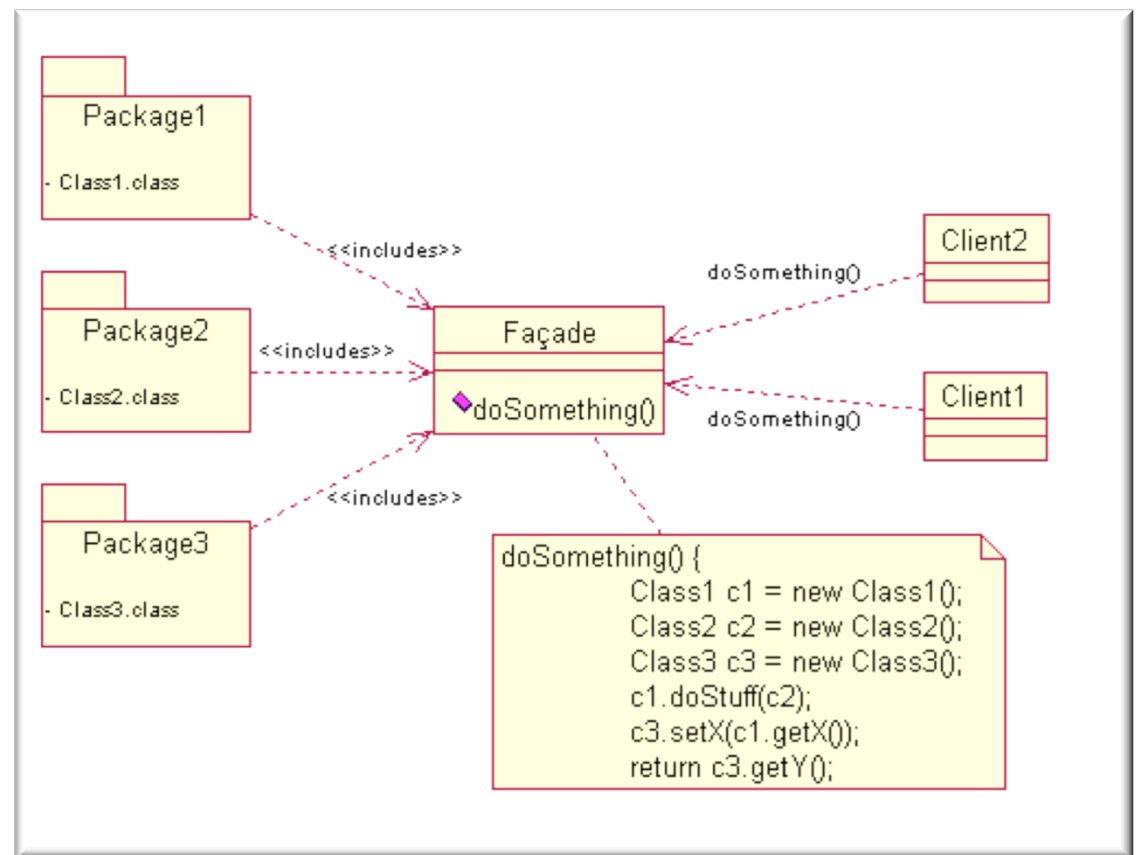 Package1
- Class1.class
<<includes>>
Package2
- Class2.class
<<includes>>
Package3
- Class3.class
<<includes>>
Façade
doSomething()
doSomething()
Client2
doSomething()
Client1
doSomething() {
Class1 c1 = new Class1();
Class2 c2 = new Class2();
Class3 c3 = new Class3();
c1.doStuff(c2);
c3.setX(c1.getX());
return c3.getY();